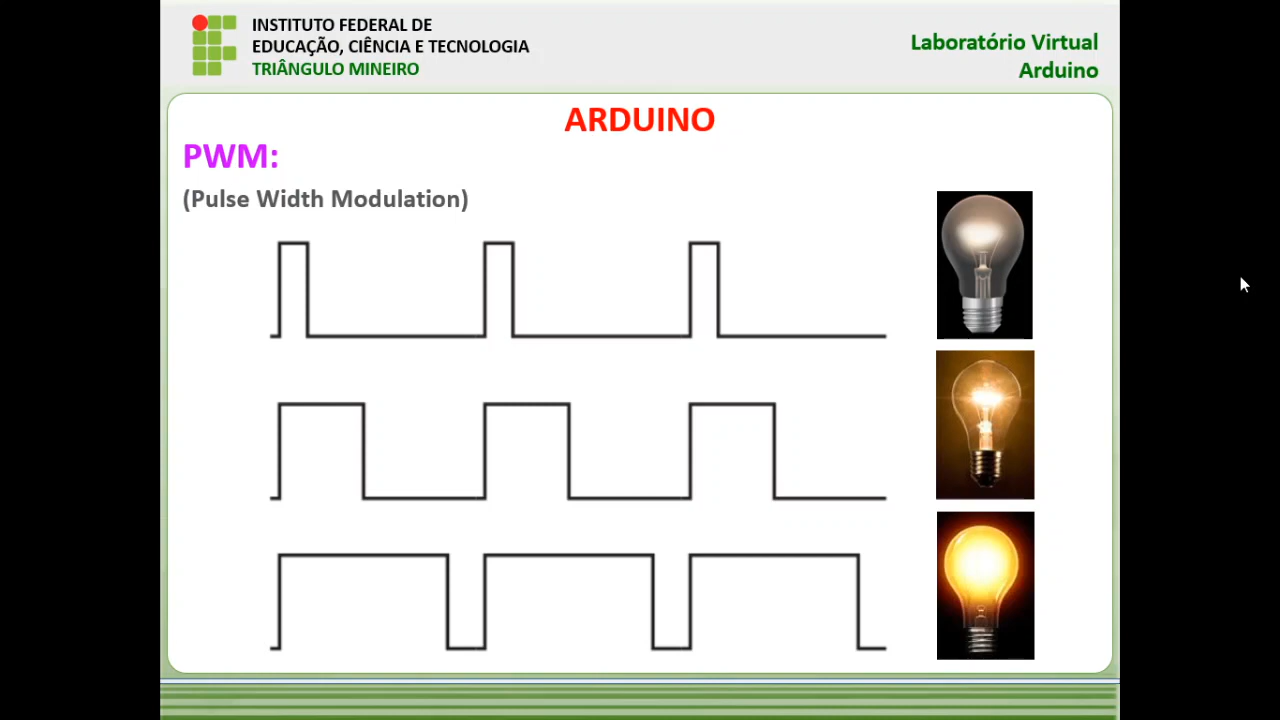 INSTITUTO FEDERAL DE
EDUCAÇÃO, CIÊNCIA E TECNOLOGIA
TRIÂNGULO MINEIRO
Laboratório Virtual
Arduino
ARDUINO
PWM:
(Pulse Width Modulation)